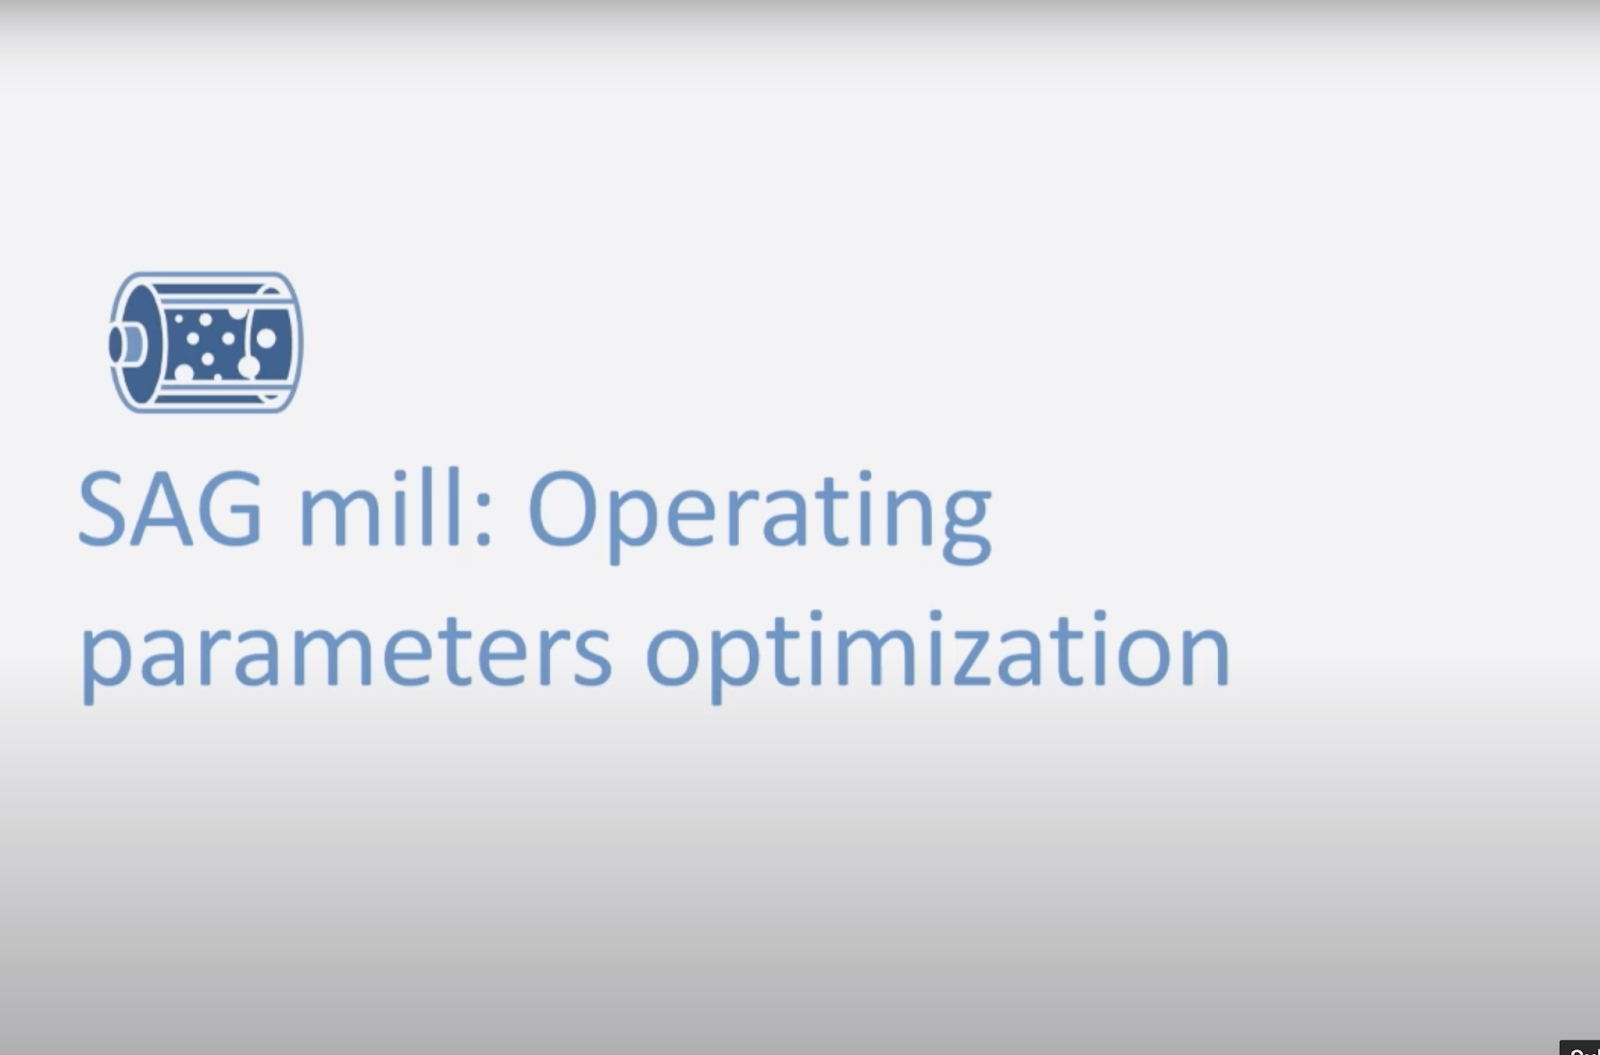 SAG mill: Operating
parameters optimization